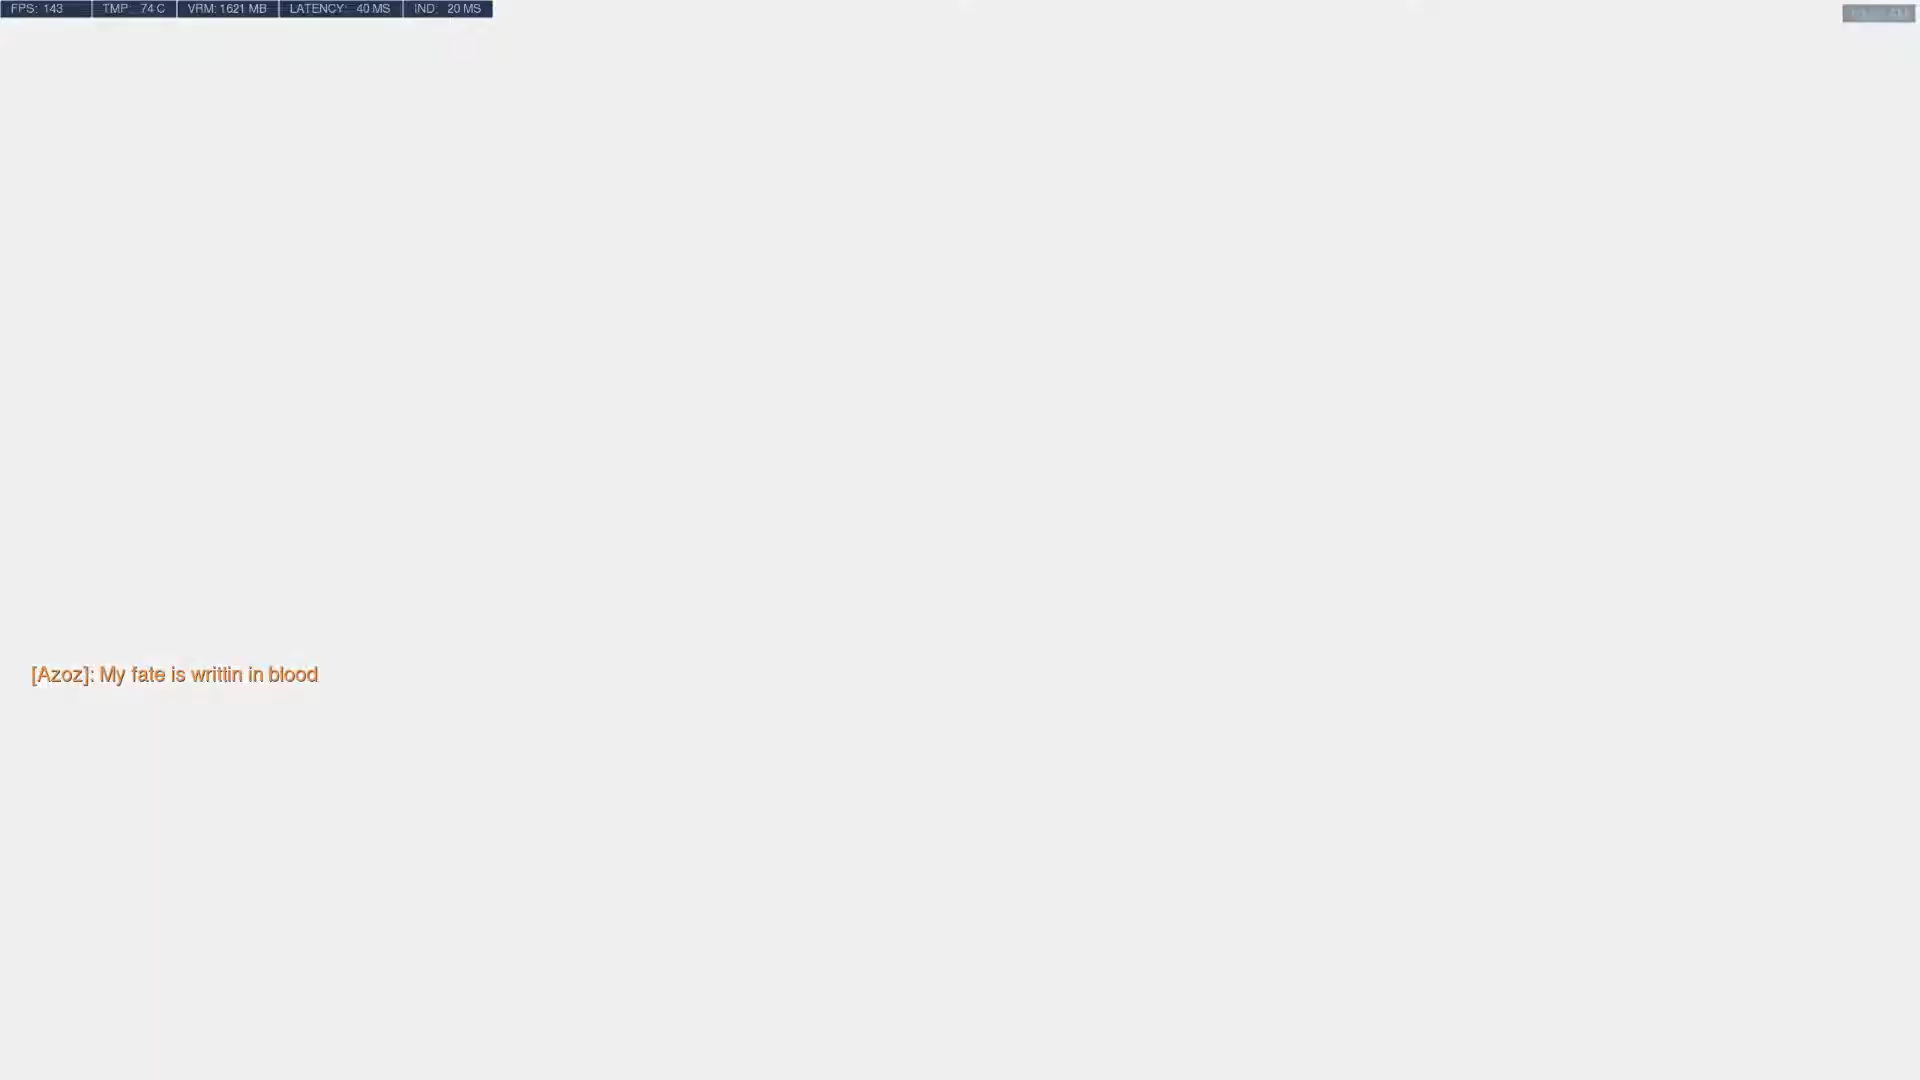 FPS: 143 TMP: 74 C VRM: 1621 MB LATENCY: 40 MS IND: 20 MS
[Azoz]: My fate is writtin in blood